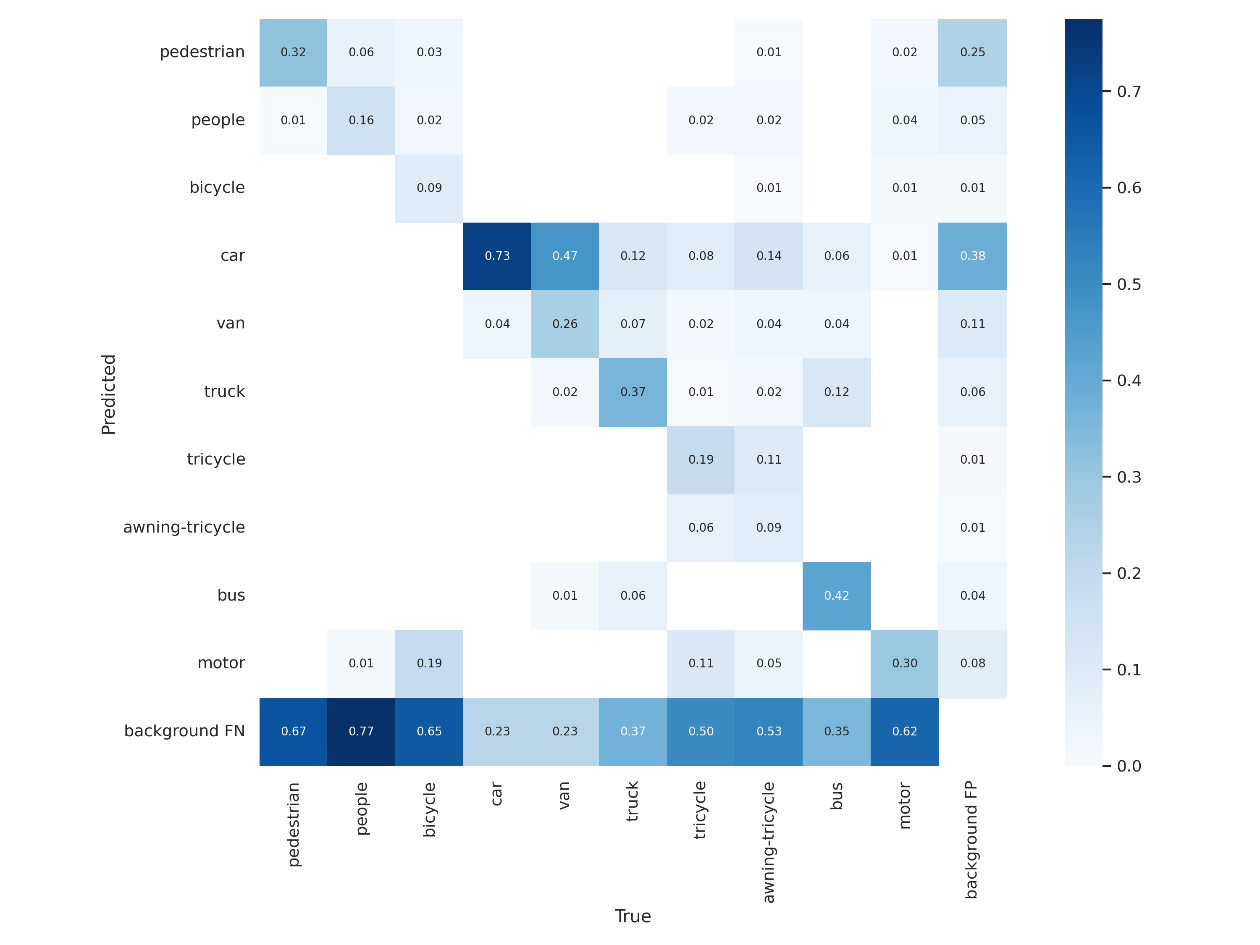 pedestrian 0.32 0.06 0.03 0.01 0.02 0.25
people 0.01 0.16 0.02 0.02 0.02 0.04 0.05
bicycle 0.09 0.01 0.01 0.01
car 0.73 0.47 0.12 0.08 0.14 0.06 0.01 0.38
van 0.04 0.26 0.07 0.02 0.04 0.04 0.11
truck 0.02 0.37 0.01 0.02 0.12 0.06
tricycle 0.19 0.11 0.01
awning-tricycle 0.06 0.09 0.01
bus 0.01 0.06 0.42 0.04
motor 0.01 0.19 0.11 0.05 0.30 0.08
background FN 0.67 0.77 0.65 0.23 0.23 0.37 0.50 0.53 0.35 0.62
Predicted
pedestrian
people
bicycle
car
van
truck
tricycle
awning-tricycle
bus
motor
background FP
True
0.7
0.6
0.5
0.4
0.3
0.2
0.1
0.0